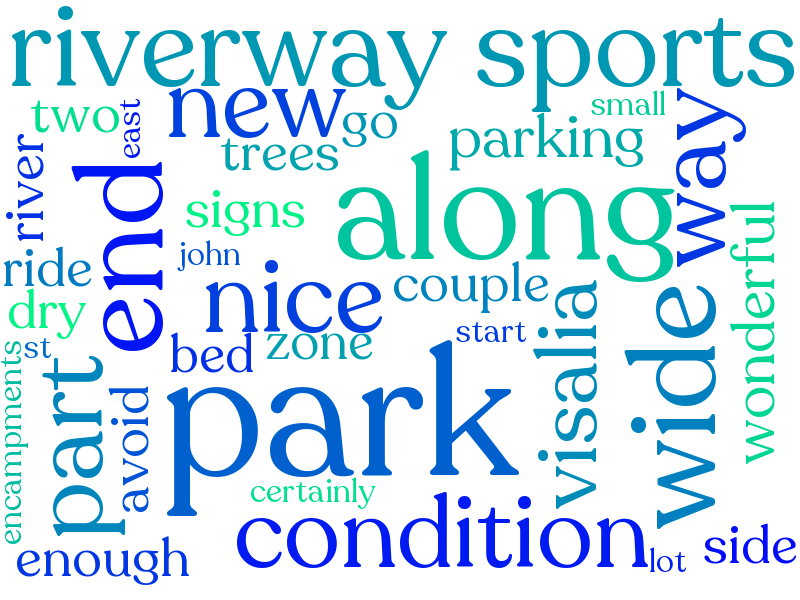 riverway sports
new
two
east
go
small
trees
parking
way
river
end
signs
along
john
wonderful
ride
nice
couple
dry
st
bed
zone
start
visalia
wide
encampments
part
avoid
park
certainly
condition
enough
lot
side